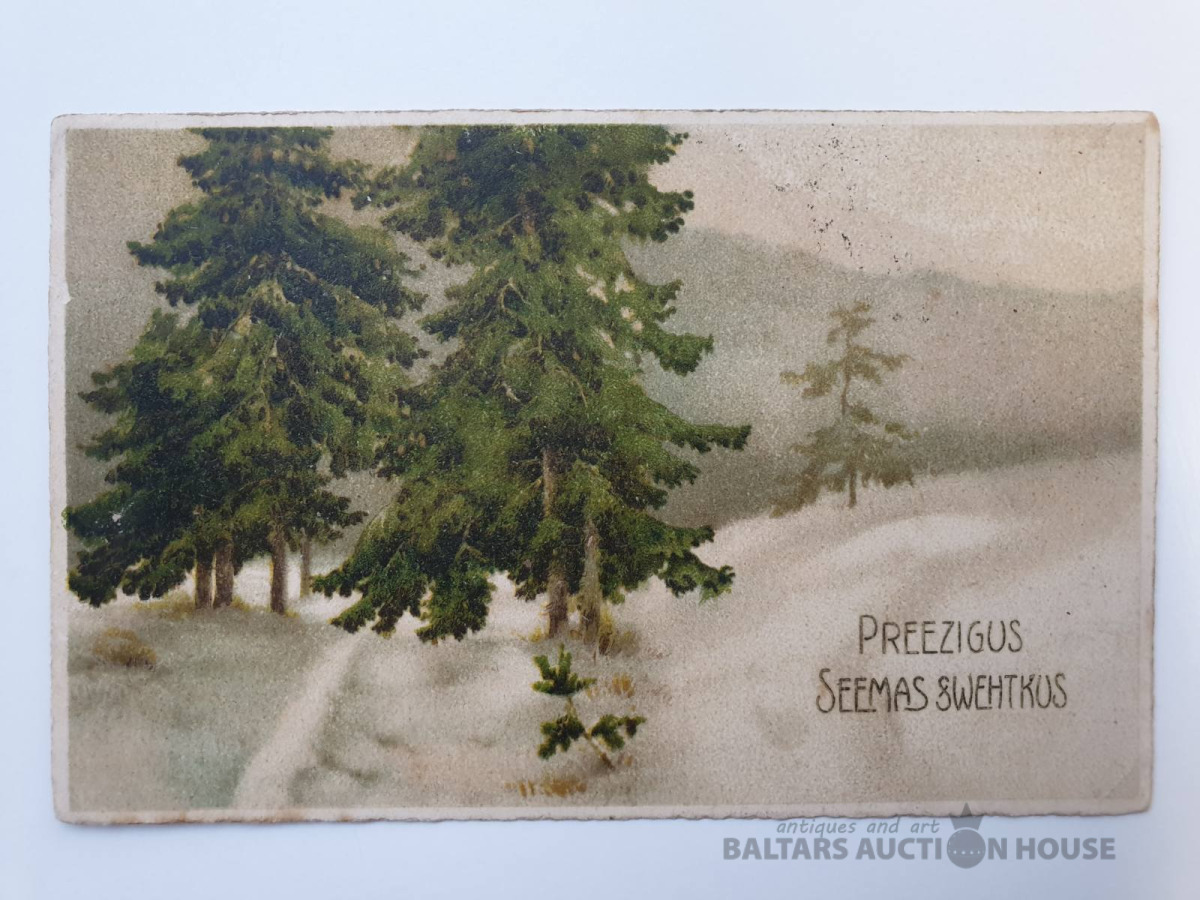 PREEZIGUS
SEEMAS SWEHTKUS
antiques and art
BALTARS AUCTION HOUSE